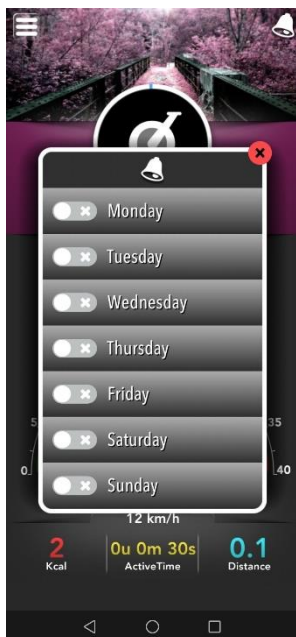 Monday
Tuesday
Wednesday
Thursday
Friday
5 35
Saturday
0 40
Sunday
12 km/h
2 0u 0m 30s 0.1
Kcal ActiveTime Distance